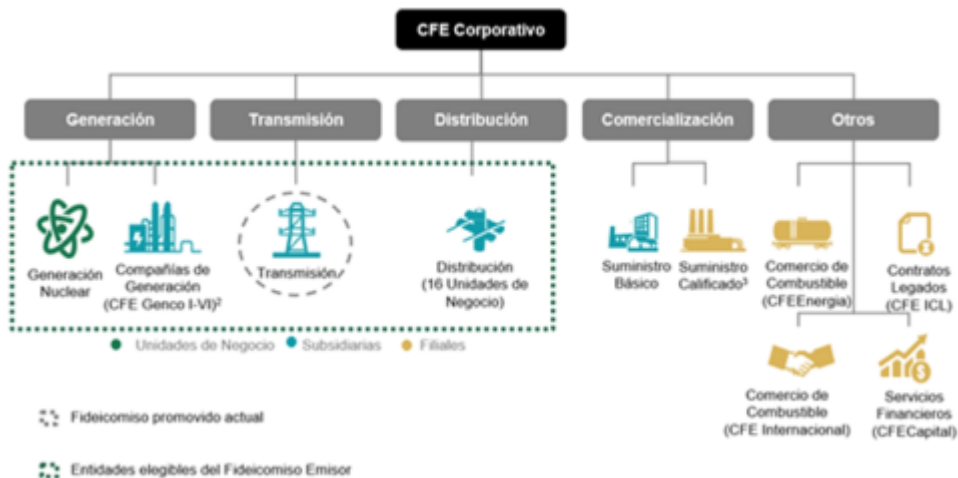 CFE Corporativo
Generación
Transmisión
Distribución
Comercialización
Otros
Generación
Nuclear
Compañías de
Generación
(CFE Genco I-VI)²
Transmisión
Distribución
(16 Unidades de
Negocio)
Suministro
Básico
Suministro
Calificado³
Comercio de
Combustible
(CFEEnergia)
Contratos
Legados
(CFE ICL)
Unidades de Negocio
Subsidiarias
Filiales
Comercio de
Combustible
(CFE Internacional)
Servicios
Financieros
(CFECapital)
Fideicomiso promovido actual
Entidades elegibles del Fideicomiso Emisor